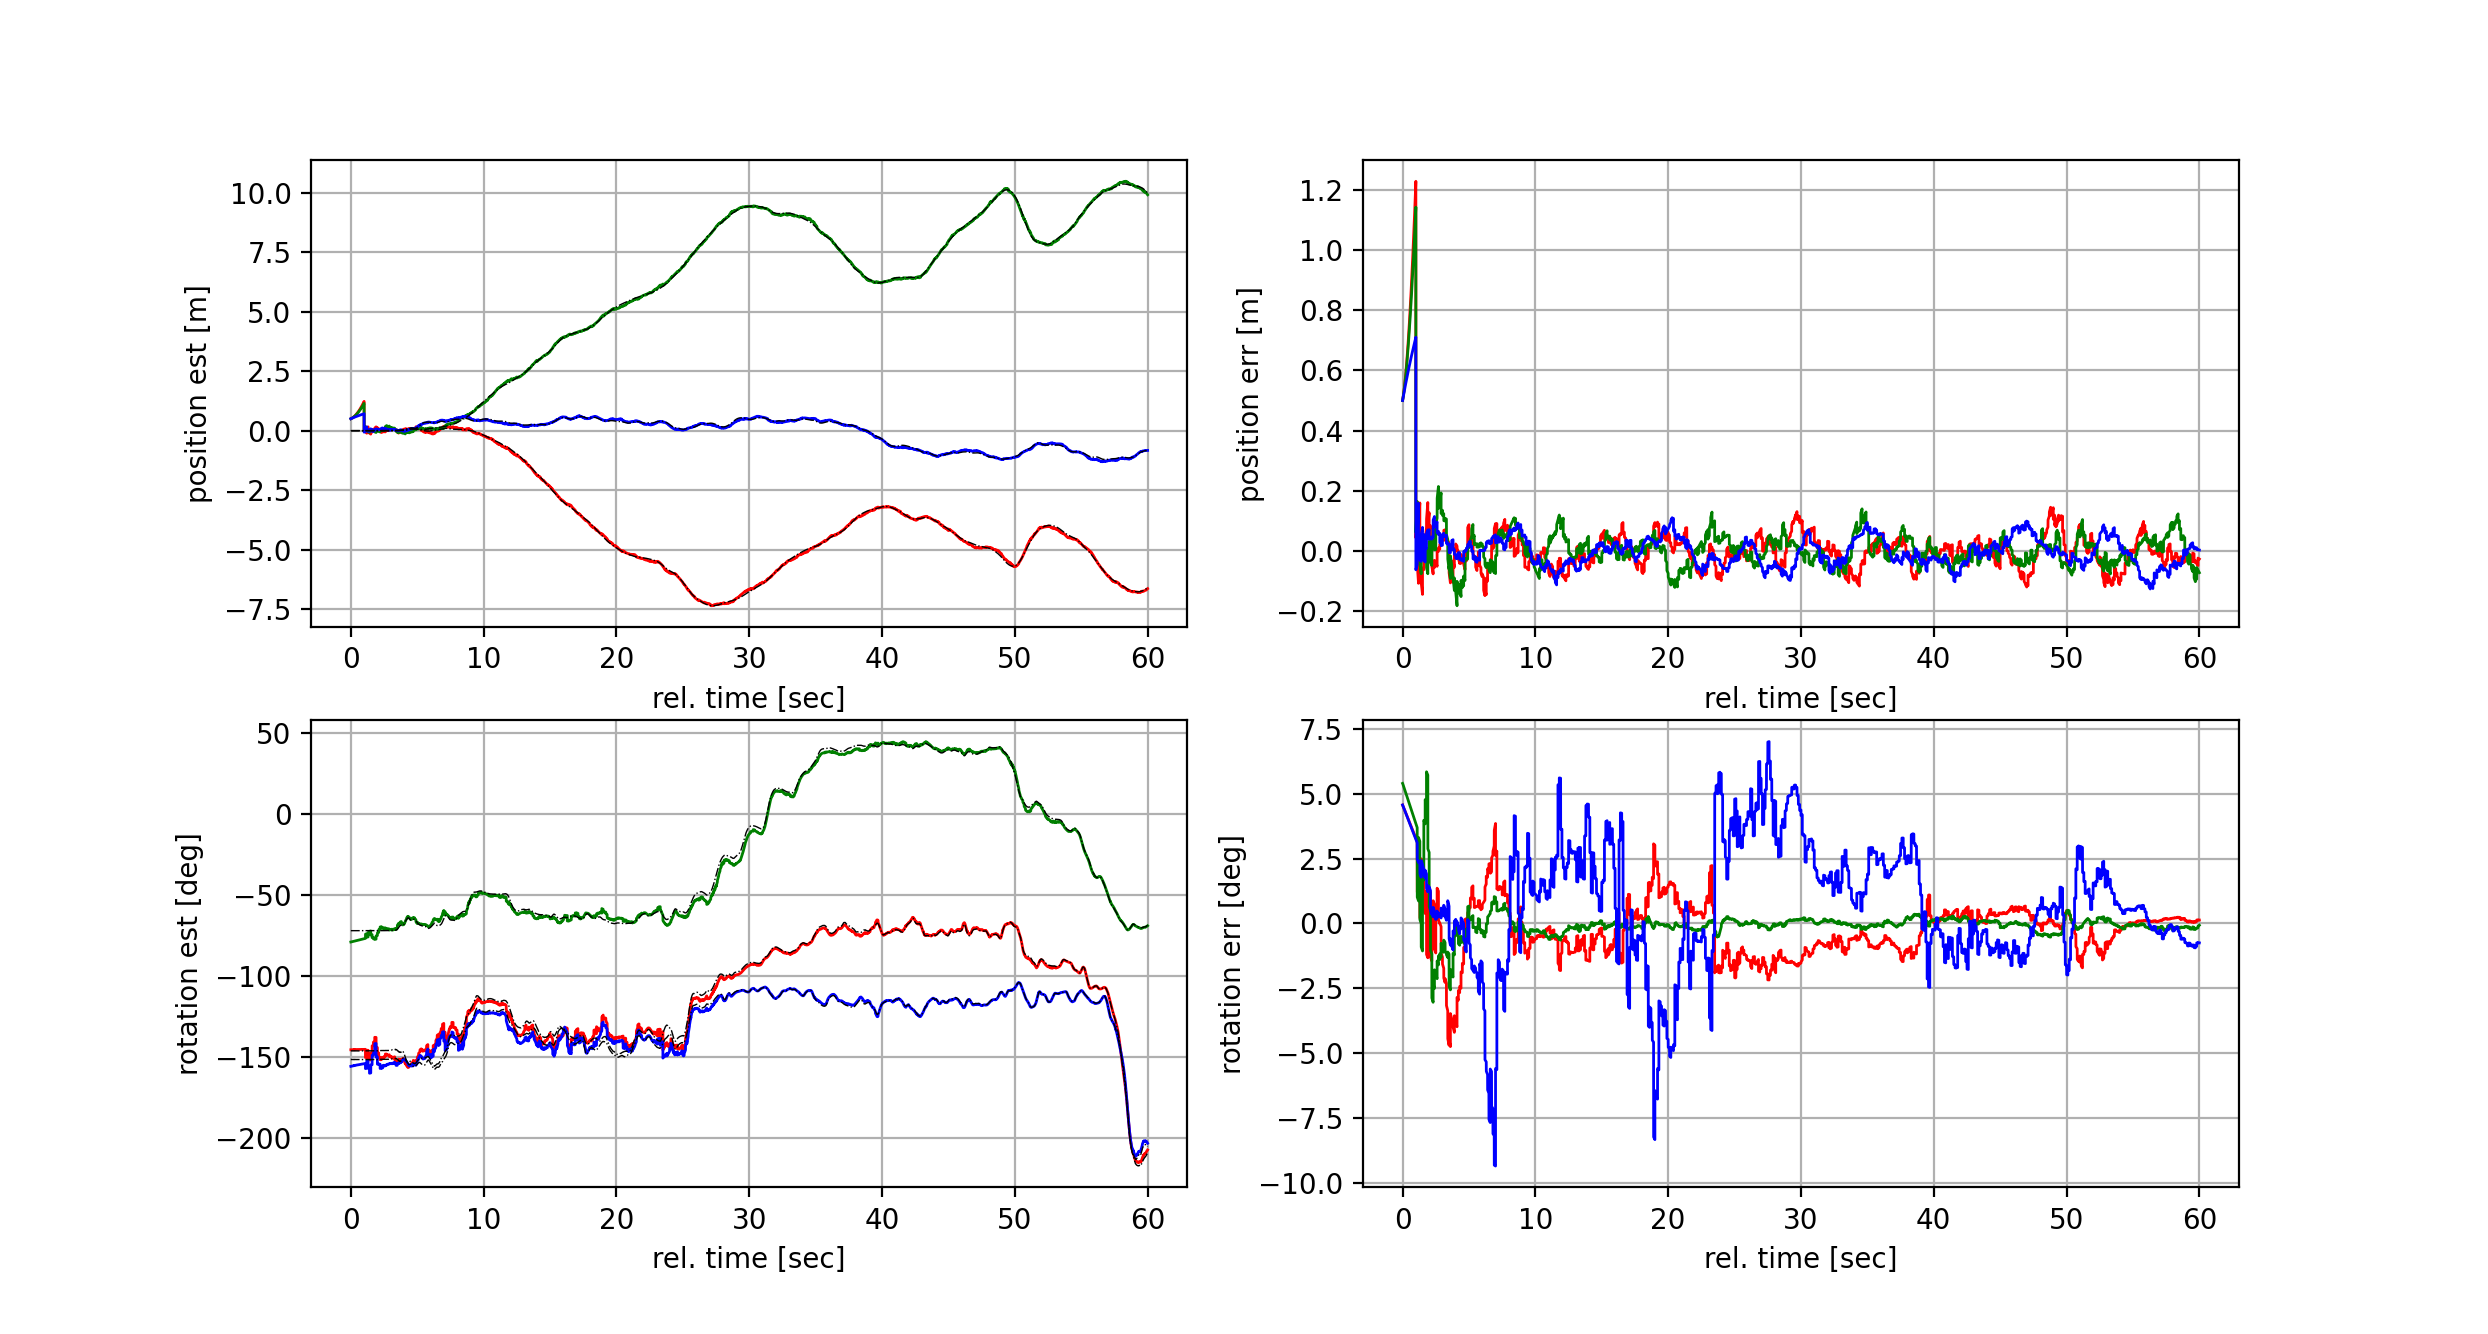 position est [m]
10.0
7.5
5.0
2.5
0.0
−2.5
−5.0
−7.5
0 10 20 30 40 50 60
rel. time [sec]
position err [m]
1.2
1.0
0.8
0.6
0.4
0.2
0.0
−0.2
0 10 20 30 40 50 60
rel. time [sec]
rotation est [deg]
50
0
−50
−100
−150
−200
0 10 20 30 40 50 60
rel. time [sec]
rotation err [deg]
7.5
5.0
2.5
0.0
−2.5
−5.0
−7.5
−10.0
0 10 20 30 40 50 60
rel. time [sec]